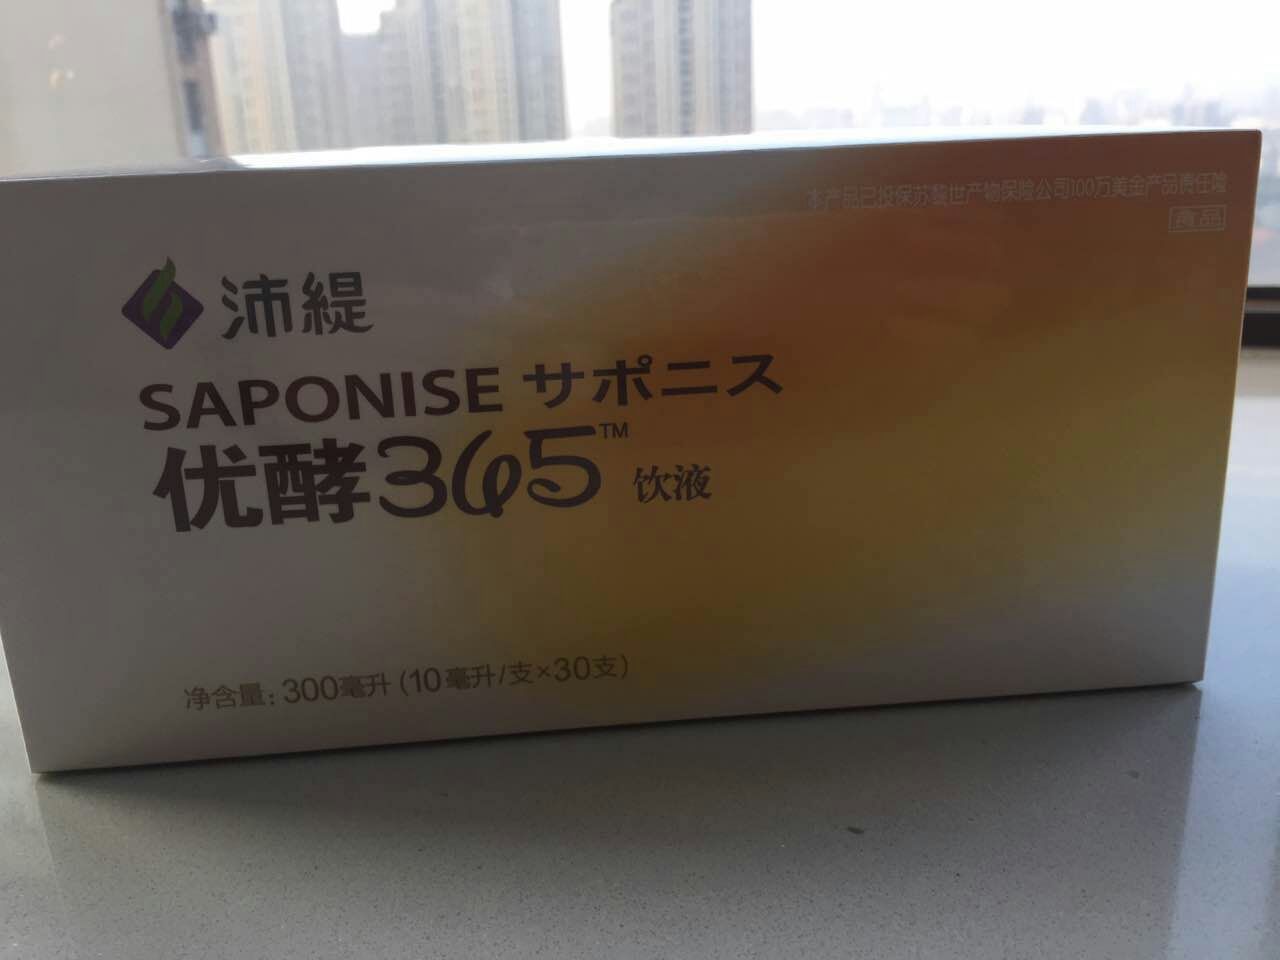 本产品已投保苏黎世产物保险公司100万美金产品责任险
商品
沛緹
SAPONISE サポニス
优酵365™ 饮液
净含量：300毫升（10毫升/支×30支）